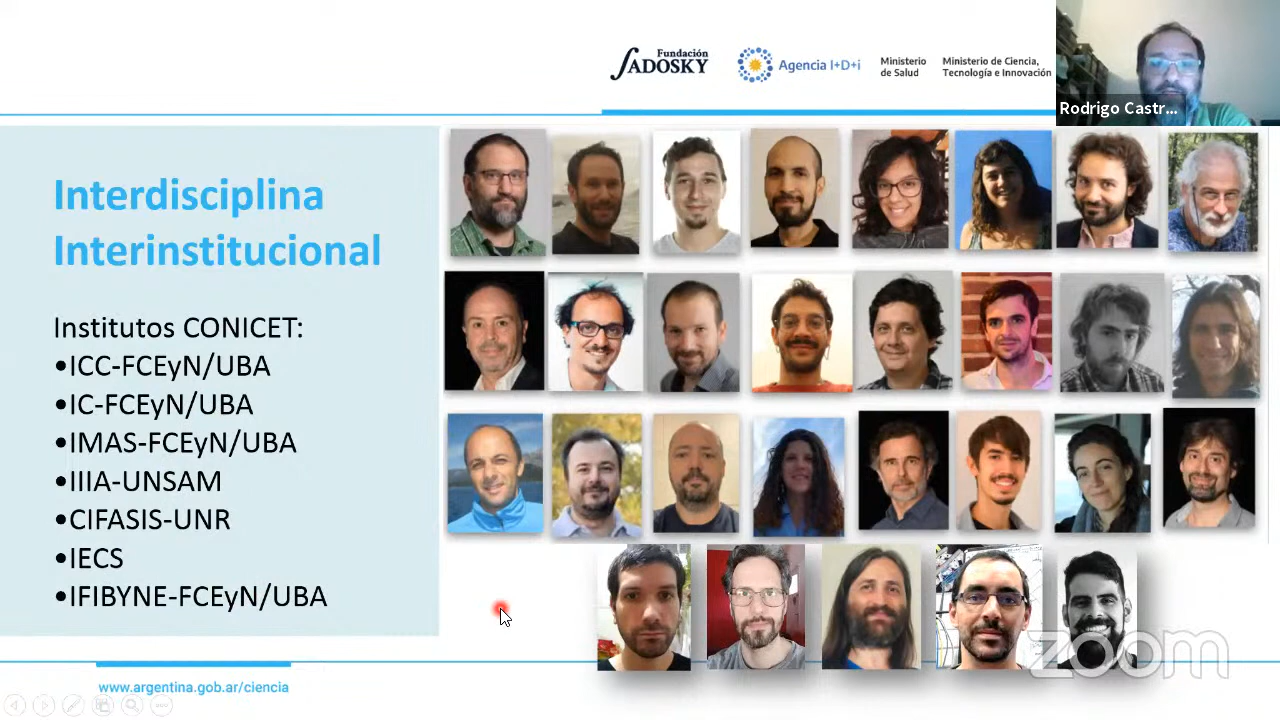 Fundación
SADOSKY
Agencia I+D+i
Ministerio
de Salud
Ministerio de Ciencia,
Tecnología e Innovación
Rodrigo Castr...
Interdisciplina
Interinstitucional
Institutos CONICET:
•ICC-FCEyN/UBA
•IC-FCEyN/UBA
•IMAS-FCEyN/UBA
•IIIA-UNSAM
•CIFASIS-UNR
•IECS
•IFIBYNE-FCEyN/UBA
zoom
www.argentina.gob.ar/ciencia